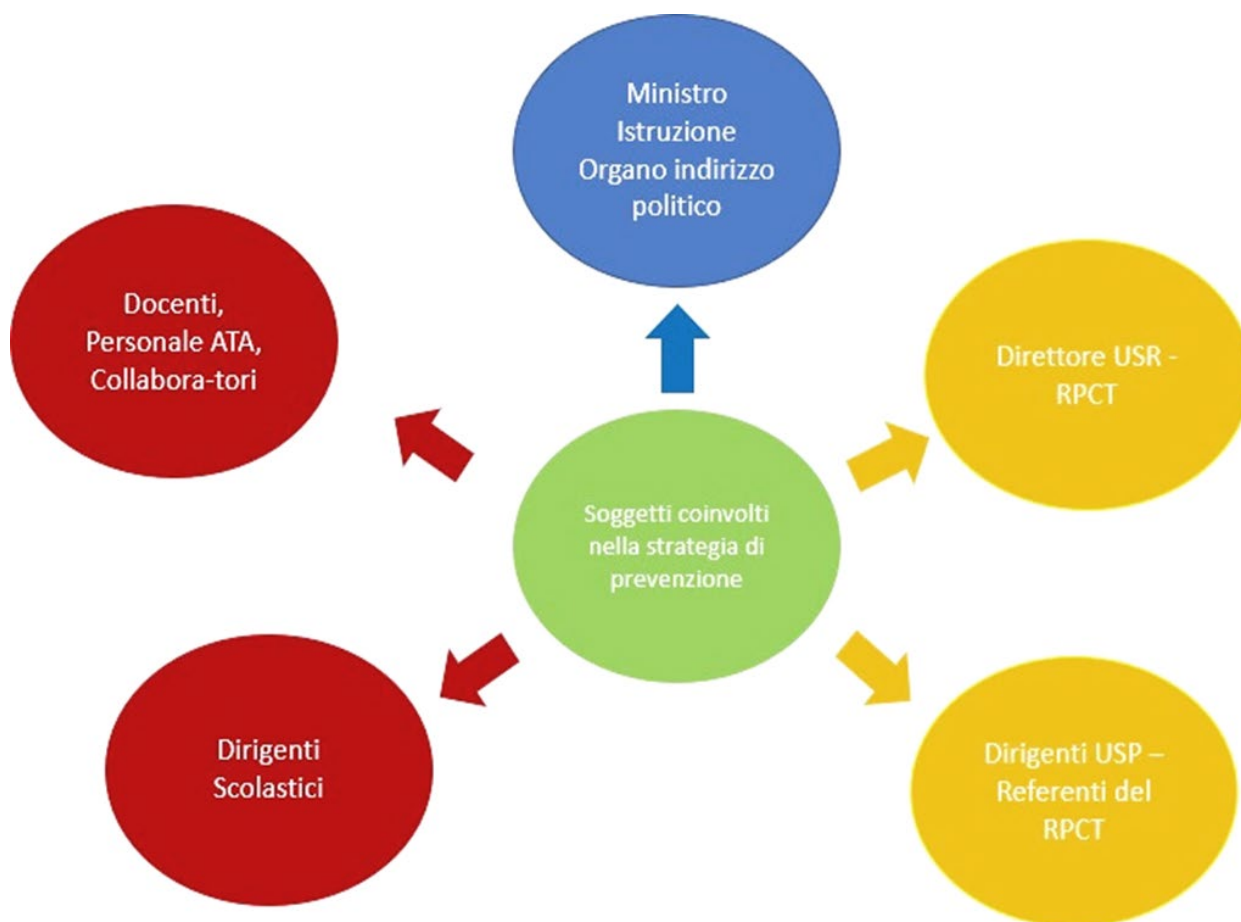 Ministro
Istruzione
Organo indirizzo
politico
Docenti,
Personale ATA,
Collabora-tori
Direttore USR -
RPCT
Soggetti coinvolti
nella strategia di
prevenzione
Dirigenti
Scolastici
Dirigenti USP –
Referenti del
RPCT